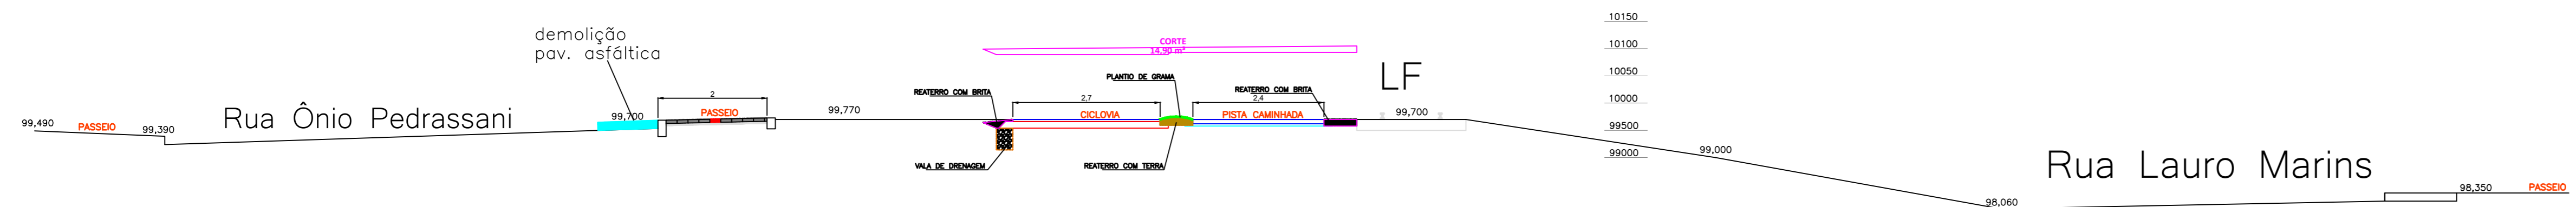 demolição
pav. asfáltica
Rua Ônio Pedrassani
99,490
PASSEIO
99,390
99,700
2
PASSEIO
99,770
CORTE
14,90 m²
PLANTIO DE GRAMA
REATERRO COM BRITA
REATERRO COM BRITA
2,7
2,4
CICLOVIA
PISTA CAMINHADA
VALA DE DRENAGEM
REATERRO COM TERRA
LF
99,700
10150
10100
10050
10000
99500
99000
99,000
98,060
Rua Lauro Marins
98,350
PASSEIO